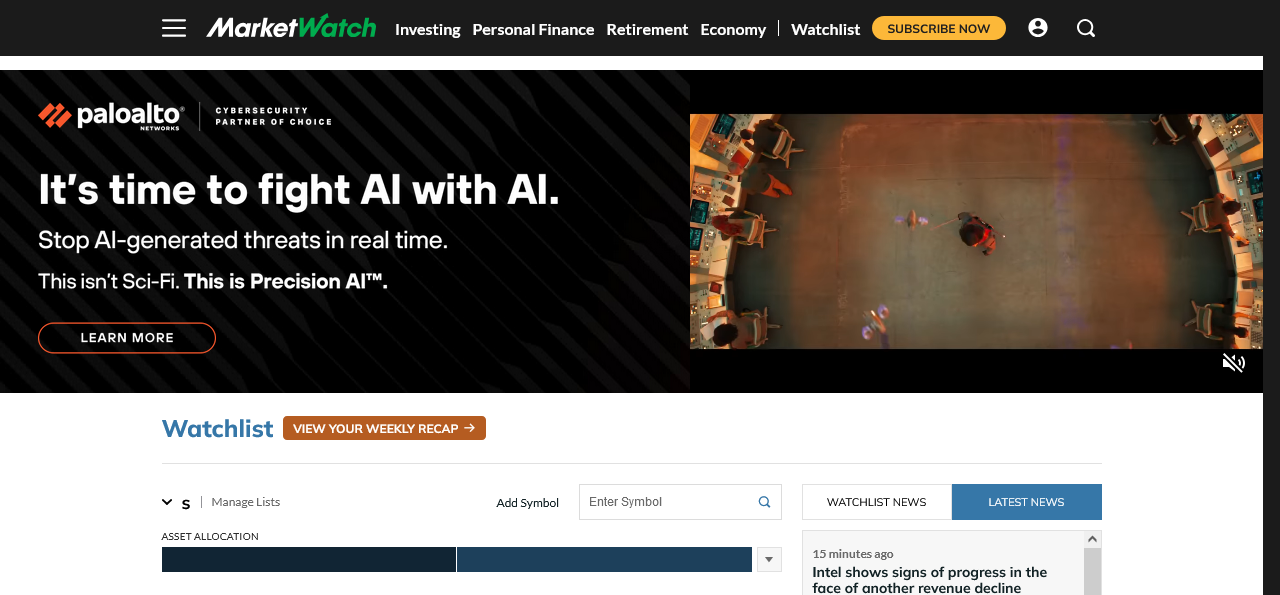 MarketWatch
Investing
Personal Finance
Retirement
Economy
Watchlist
SUBSCRIBE NOW
paloalto®
NETWORKS
CYBERSECURITY
PARTNER OF CHOICE
It's time to fight AI with AI.
Stop AI-generated threats in real time.
This isn't Sci-Fi. This is Precision AI™.
LEARN MORE
Watchlist
VIEW YOUR WEEKLY RECAP →
S
Manage Lists
Add Symbol
Enter Symbol
ASSET ALLOCATION
WATCHLIST NEWS
LATEST NEWS
15 minutes ago
Intel shows signs of progress in the
face of another revenue decline